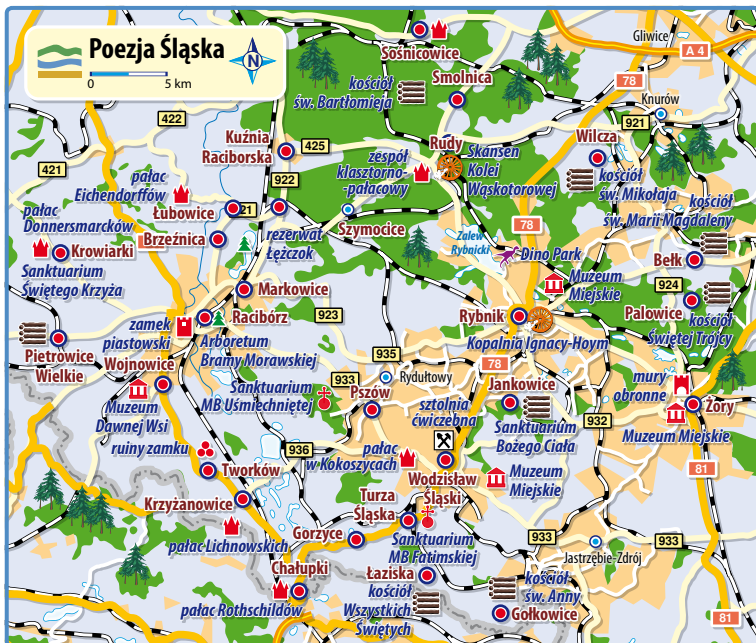 Poezja Śląska
N
0
5 km
Sośnicowice
Gliwice
A 4
78
kościół
św. Bartłomieja
Smolnica
Knurów
422
921
Kuźnia
Raciborska
425
Rudy
Skansen
Kolei
Wąskotorowej
Wilcza
zespół
klasztorno-
-pałacowy
kościół
św. Mikołaja
421
922
pałac
Eichendorffów
kościół
św. Marii Magdaleny
pałac
Donnersmarcków
Łubowice
21
Szymocice
78
Krowiarki
Brzeźnica
rezerwat
Łężczok
Zalew
Rybnicki
Dino Park
Bełk
Sanktuarium
Świętego Krzyża
Muzeum
Miejskie
924
Markowice
Palowice
zamek
piastowski
Racibórz
923
Rybnik
kościół
Świętej Trójcy
Pietrowice
Wielkie
Arboretum
Bramy Morawskiej
Kopalnia Ignacy-Hoym
935
78
Wojnowice
933
Rydułtowy
Jankowice
mury
obronne
Sanktuarium
MB Uśmiechniętej
Pszów
Żory
Muzeum
Dawnej Wsi
sztolnia
ćwiczebna
Sanktuarium
Bożego Ciała
932
Muzeum Miejskie
ruiny zamku
936
pałac
w Kokoszycach
81
Tworków
Wodzisław
Śląski
Muzeum
Miejskie
Krzyżanowice
Turza
Śląska
pałac Lichnowskich
Gorzyce
Sanktuarium
MB Fatimskiej
933
933
Jastrzębie-Zdrój
Chałupki
Łaziska
kościół
św. Anny
pałac Rothschildów
kościół
Wszystkich
Świętych
Gołkowice
81